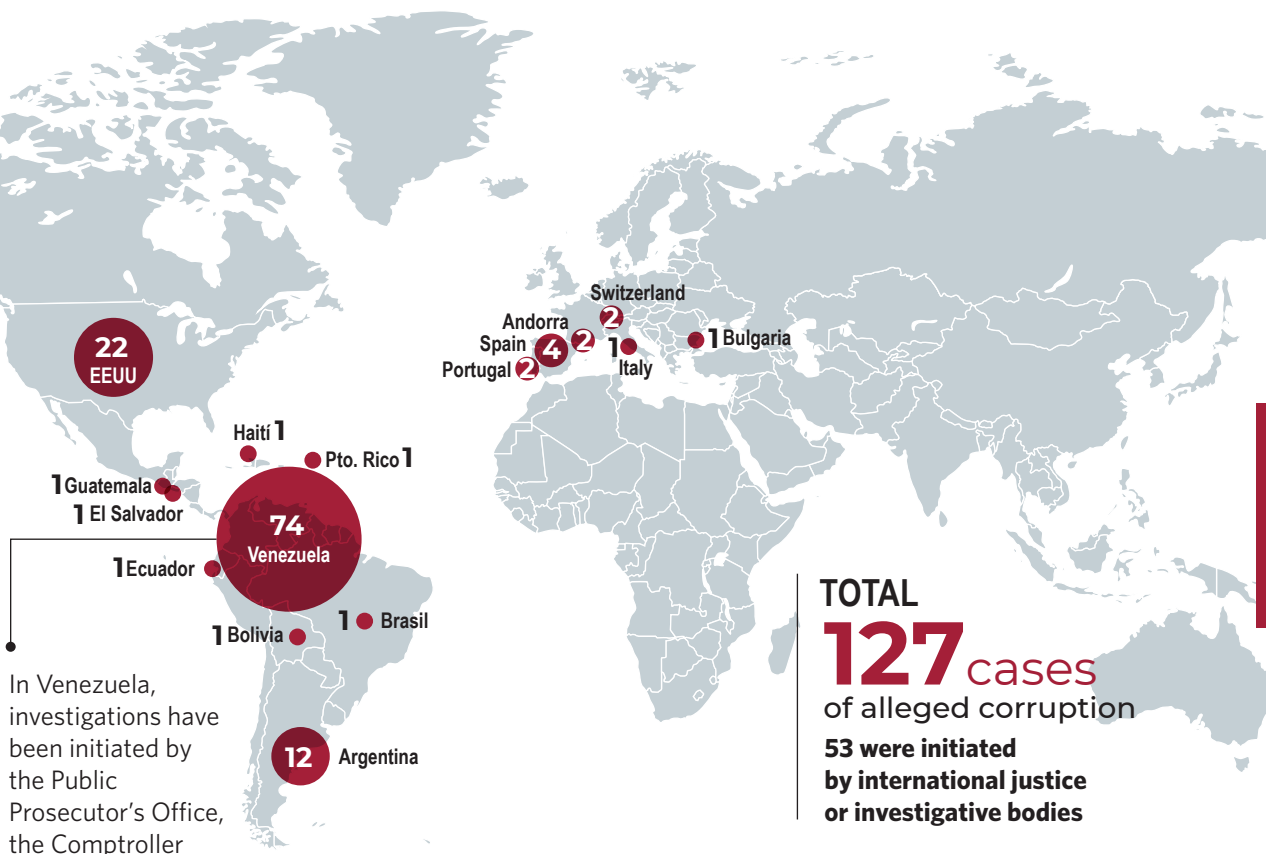 Switzerland
2
Andorra
2
Spain
4
Portugal
2
1
Italy
1 Bulgaria
22
EEUU
Haití 1
Pto. Rico 1
1 Guatemala
1 El Salvador
74
Venezuela
1 Ecuador
1 Brasil
1 Bolivia
12
Argentina
In Venezuela,
investigations have
been initiated by
the Public
Prosecutor's Office,
the Comptroller
TOTAL
127 cases
of alleged corruption
53 were initiated
by international justice
or investigative bodies